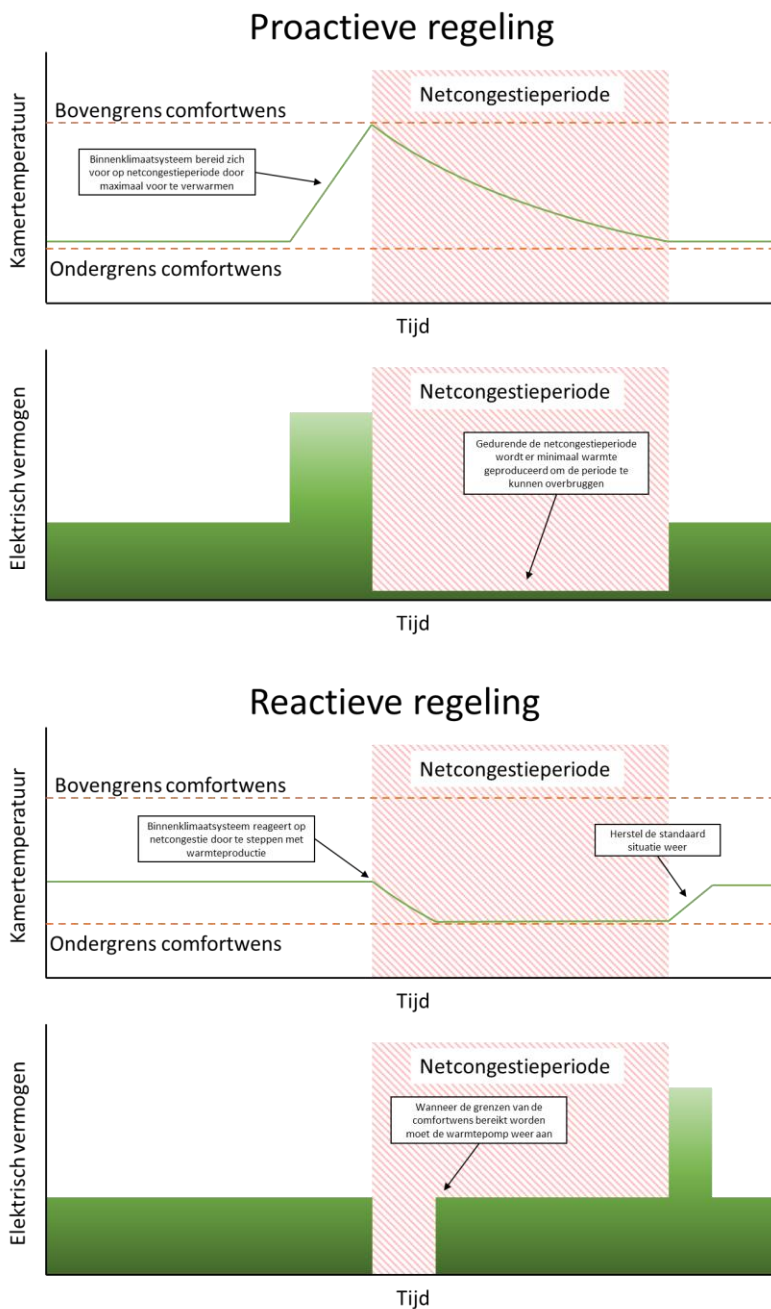 Proactieve regeling
Kamertemperatuur
Netcongestieperiode
Bovengrens comfortwens
Binnenklimaatsysteem bereid zich
voor op netcongestieperiode door
maximaal voor te verwarmen
Ondergrens comfortwens
Tijd
Elektrisch vermogen
Netcongestieperiode
Gedurende de netcongestieperiode
wordt er minimaal warmte
geproduceerd om de periode te
kunnen overbruggen
Tijd
Reactieve regeling
Kamertemperatuur
Netcongestieperiode
Bovengrens comfortwens
Binnenklimaatsysteem reageert op
netcongestie door te steppen met
warmteproductie
Herstel de standaard
situatie weer
Ondergrens comfortwens
Tijd
Elektrisch vermogen
Netcongestieperiode
Wanneer de grenzen van de
comfortwens bereikt worden
moet de warmtepomp weer aan
Tijd